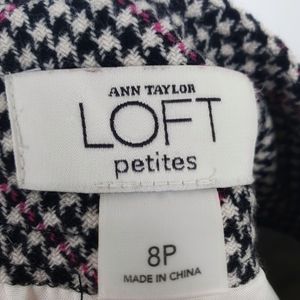 ANN TAYLOR
LOFT
petites
8P
MADE IN CHINA